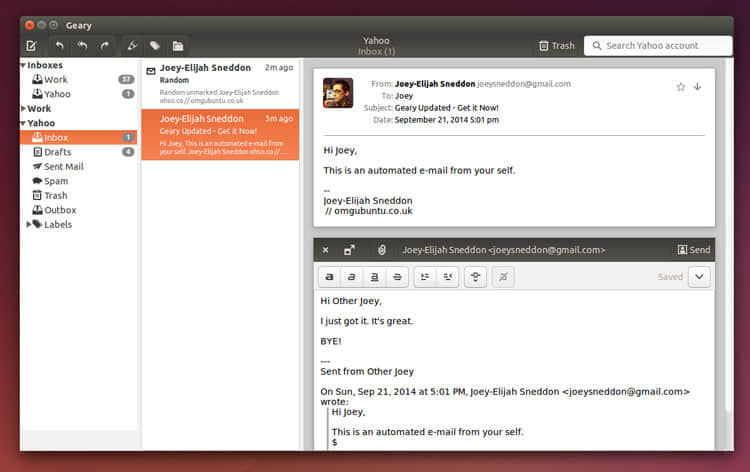 Geary
Yahoo
Inbox (1)
Trash
Search Yahoo account
Inboxes
Work 37
Yahoo 1
Work
Yahoo
Inbox 1
Drafts 4
Sent Mail
Spam
Trash
Outbox
Labels
Joey-Elijah Sneddon 2m ago
Random
Random unmarked Joey-Elijah Sneddon
ohso.co // omgubuntu.co.uk
Joey-Elijah Sneddon 3m ago
Geary Updated - Get it Now!
Hi Joey, This is an automated e-mail from
your self. Joey-Elijah Sneddon ohso.co // ...
From: Joey-Elijah Sneddon joeysneddon@gmail.com
To: Joey
Subject: Geary Updated - Get it Now!
Date: September 21, 2014 5:01 pm
Hi Joey,
This is an automated e-mail from your self.
--
Joey-Elijah Sneddon
// omgubuntu.co.uk
Joey-Elijah Sneddon <joeysneddon@gmail.com>
Send
a a a a
Saved
Hi Other Joey,
I just got it. It's great.
BYE!
---
Sent from Other Joey
On Sun, Sep 21, 2014 at 5:01 PM, Joey-Elijah Sneddon <joeysneddon@gmail.com>
wrote:
Hi Joey,
This is an automated e-mail from your self.
$